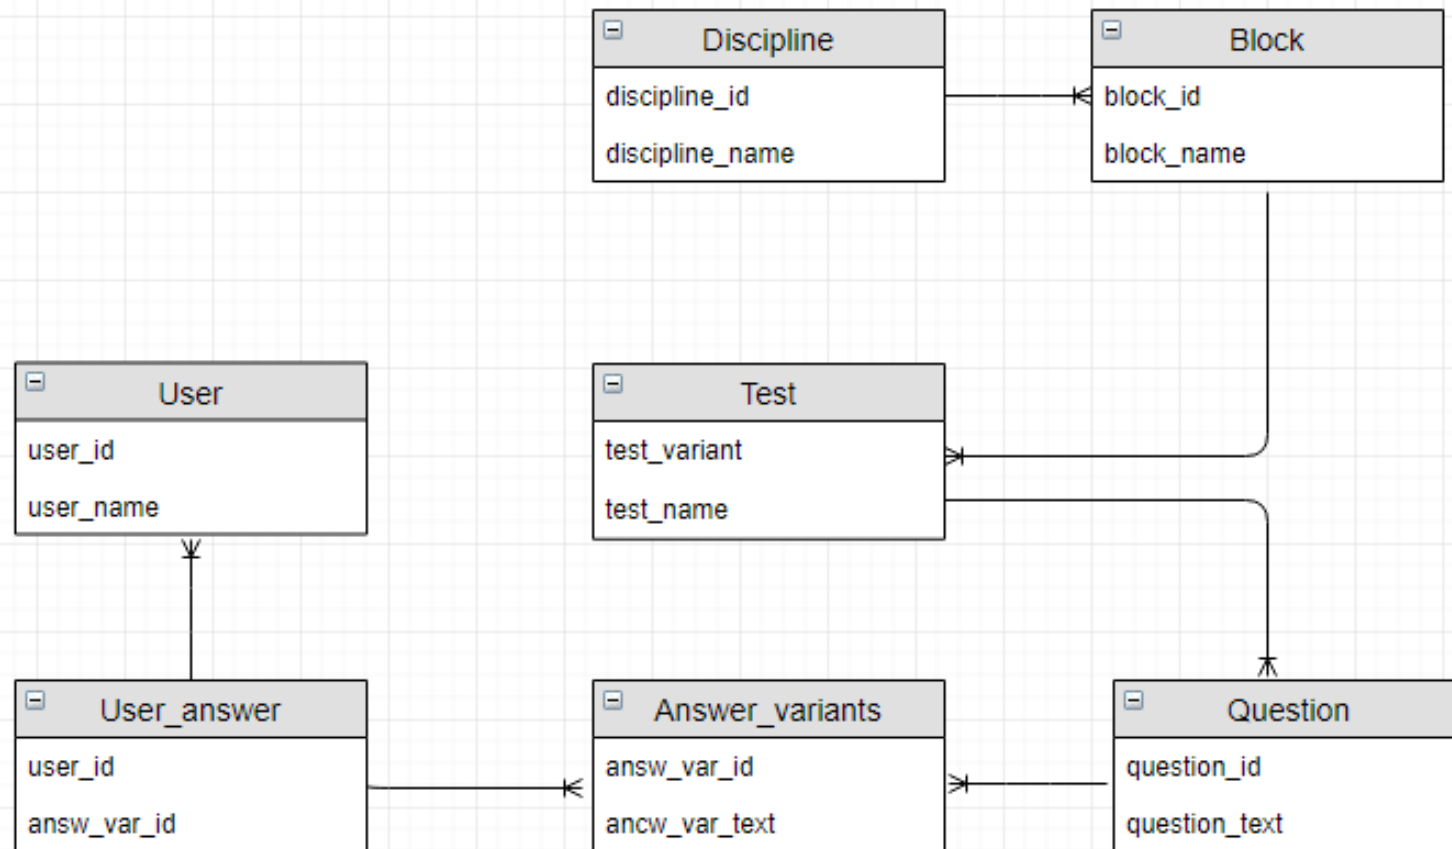 Discipline
discipline_id
discipline_name
Block
block_id
block_name
User
user_id
user_name
Test
test_variant
test_name
User_answer
user_id
answ_var_id
Answer_variants
answ_var_id
ancw_var_text
Question
question_id
question_text